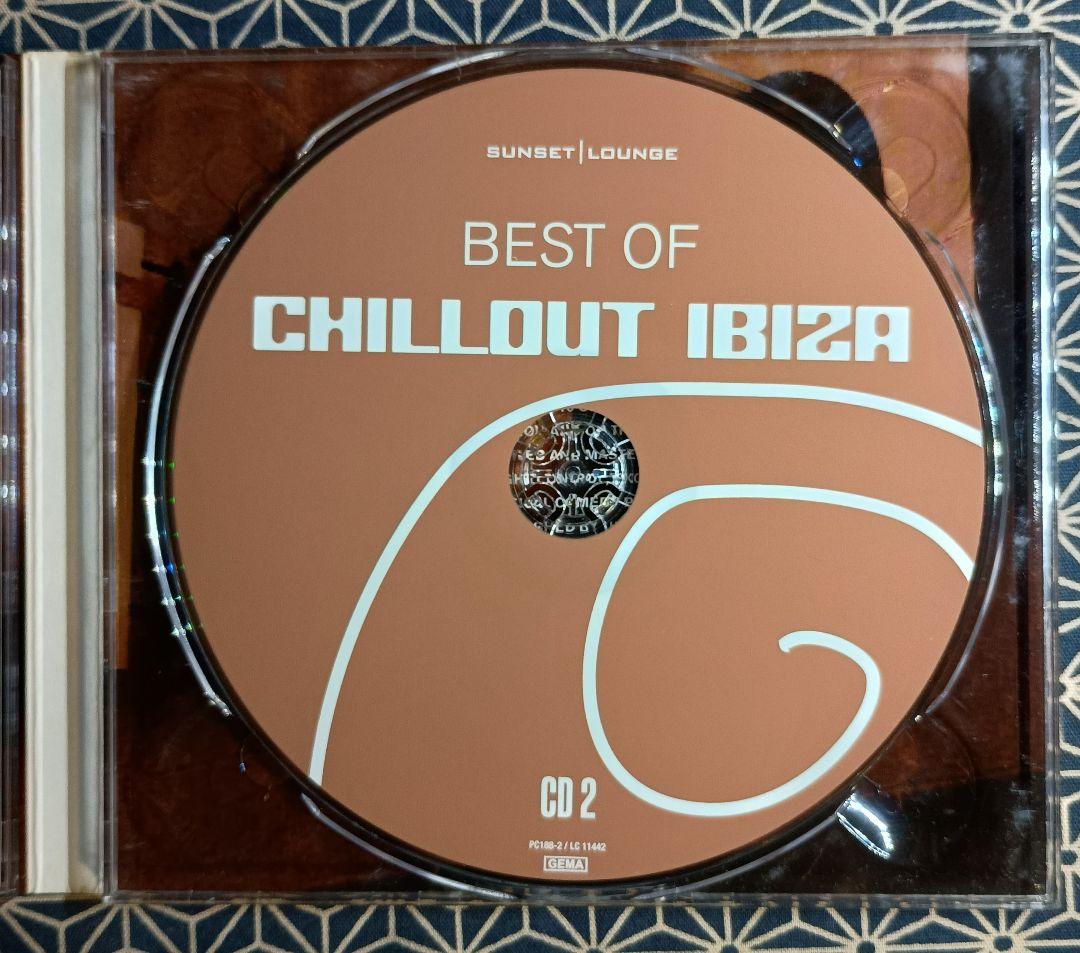 SUNSET|LOUNGE
BEST OF
CHILLOUT IBIZA
CD 2
PC188-2 / LC 11442
GEMA